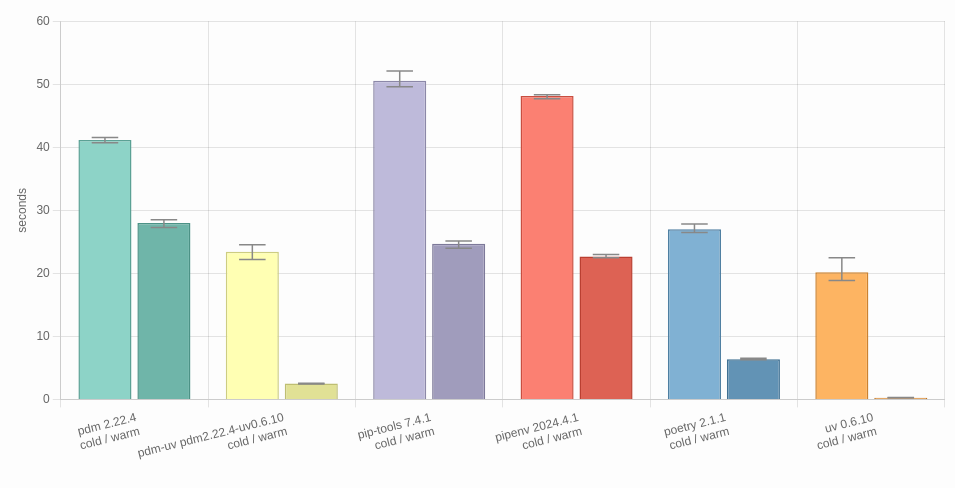 60
50
40
30
20
10
0
seconds
pdm 2.22.4
cold / warm
pdm-uv pdm2.22.4-uv0.6.10
cold / warm
pip-tools 7.4.1
cold / warm
pipenv 2024.4.1
cold / warm
poetry 2.1.1
cold / warm
uv 0.6.10
cold / warm